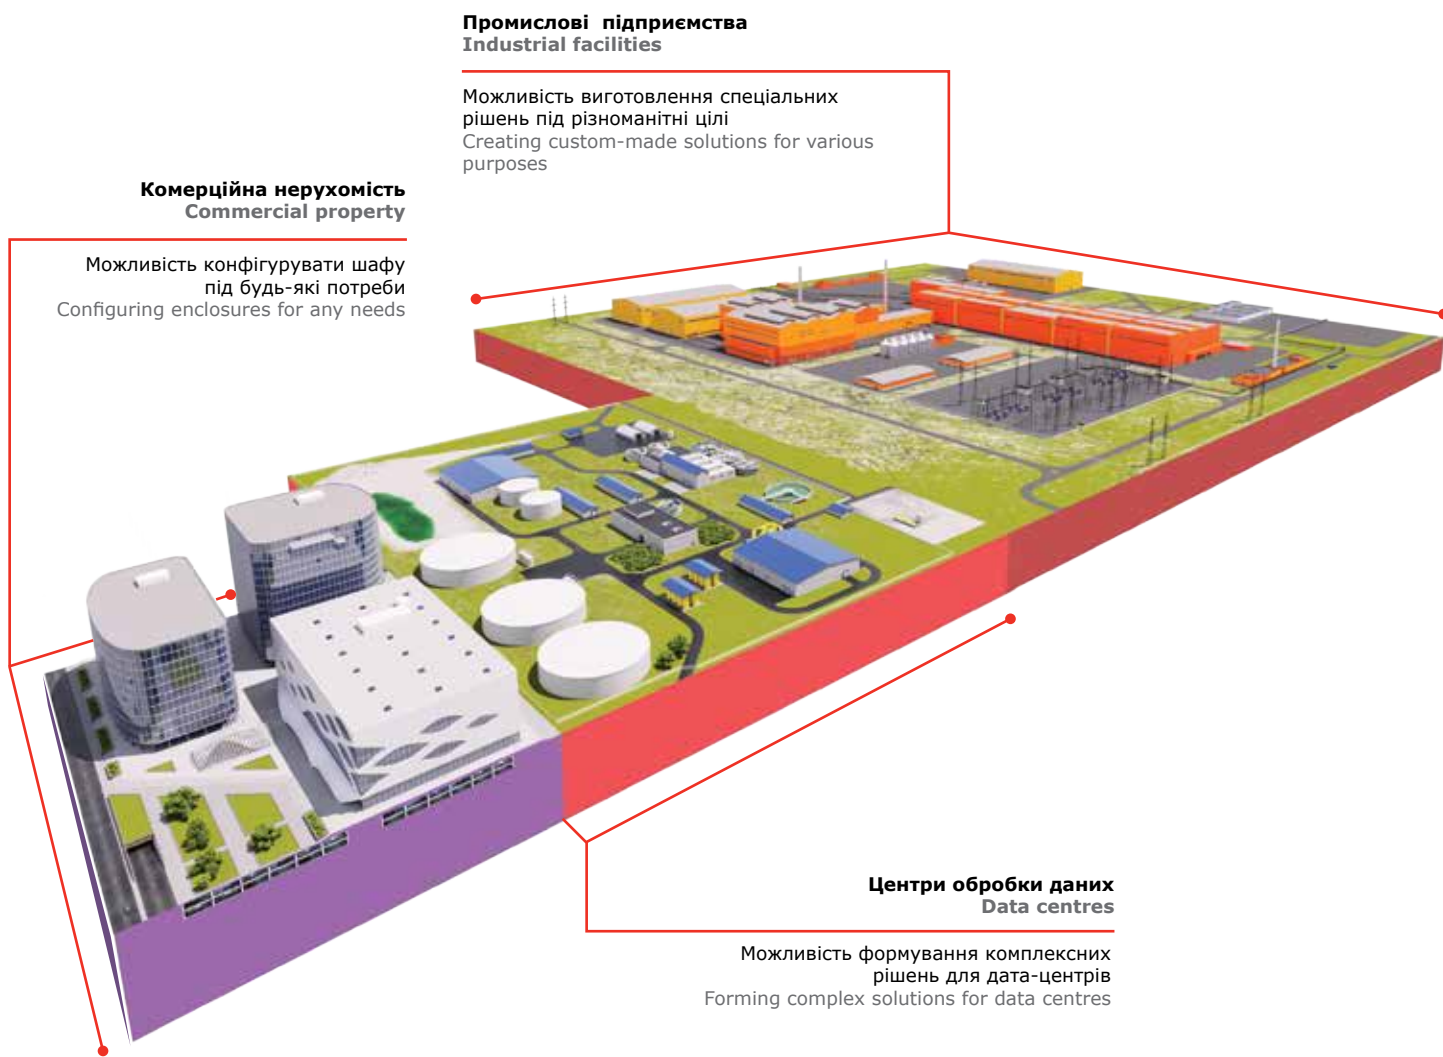 Промислові підприємства
Industrial facilities
Можливість виготовлення спеціальних
рішень під різноманітні цілі
Creating custom-made solutions for various
purposes
Комерційна нерухомість
Commercial property
Можливість конфігурувати шафу
під будь-які потреби
Configuring enclosures for any needs
Центри обробки даних
Data centres
Можливість формування комплексних
рішень для дата-центрів
Forming complex solutions for data centres